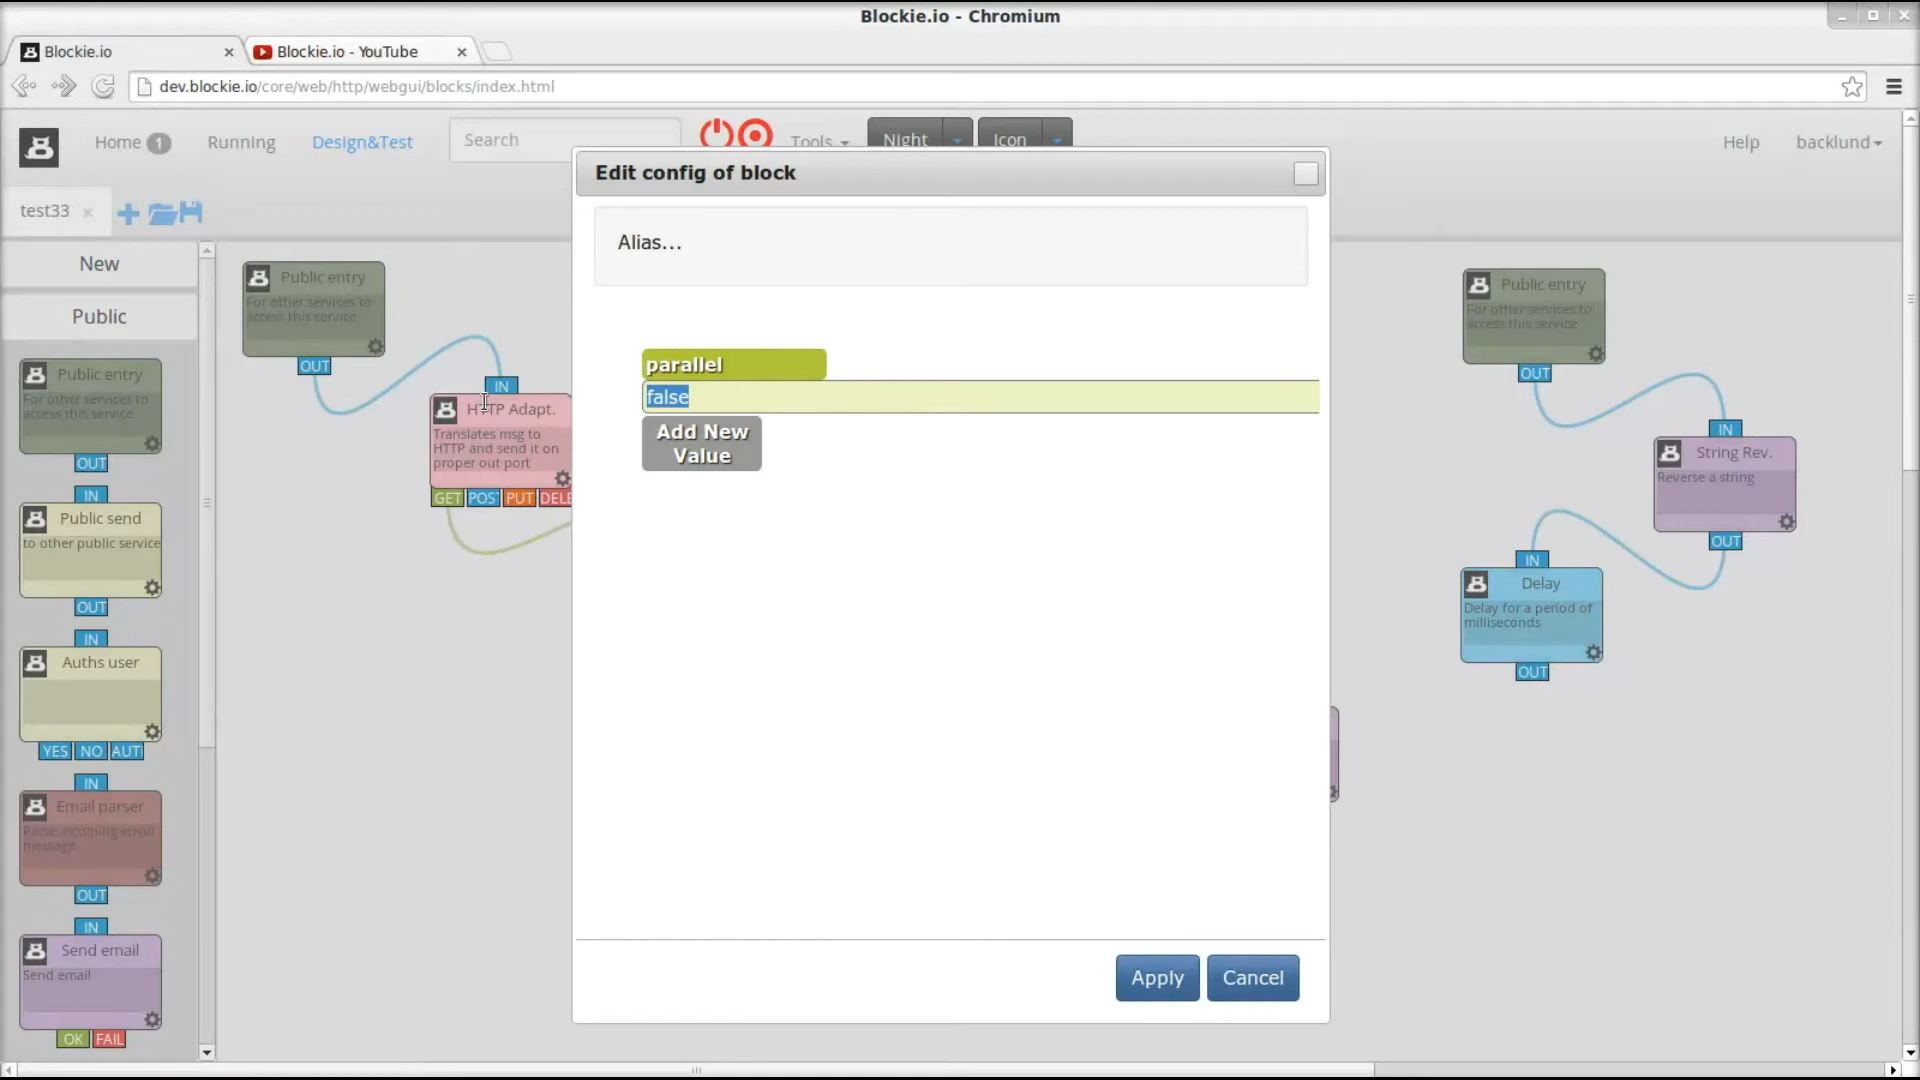 Blockie.io - Chromium
Blockie.io
Blockie.io - YouTube
dev.blockie.io/core/web/http/webgui/blocks/index.html
Home 1
Running
Design&Test
Search
Tools
Night
Icon
Help
backlund
test33
Edit config of block
Alias...
parallel
false
Add New
Value
Apply
Cancel
New
Public
Public entry
For other services to
access this service
OUT
IN
Public send
to other public service
OUT
IN
Auths user
YES NO AUT
IN
Email parser
Parse incoming email
message
OUT
IN
Send email
Send email
OK FAIL
Public entry
For other services to
access this service
OUT
IN
HTTP Adapt.
Translates msg to
HTTP and send it on
proper out port
GET POST PUT DELE
Public entry
For other services to
access this service
OUT
IN
String Rev.
Reverse a string
OUT
IN
Delay
Delay for a period of
milliseconds
OUT